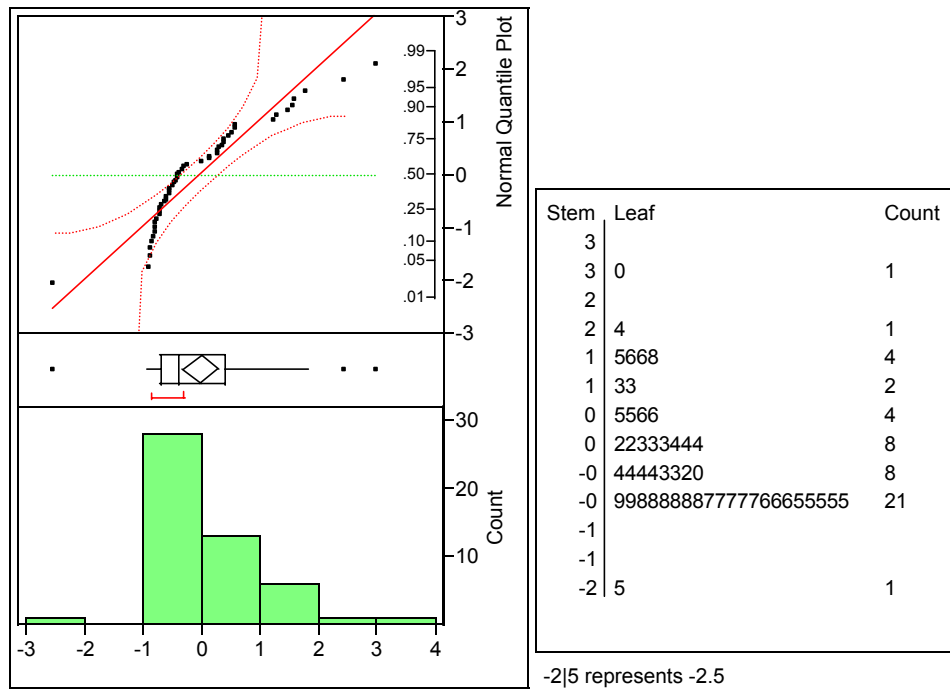 3
2
1
0
-1
-2
-3
Normal Quantile Plot
.99
.95
.90
.75
.50
.25
.10
.05
.01
30
20
10
Count
-3 -2 -1 0 1 2 3 4
Stem Leaf Count
3
3 0 1
2
2 4 1
1 5668 4
1 33 2
0 5566 4
0 22333444 8
-0 44443320 8
-0 998888887777766655555 21
-1
-1
-2 5 1
-2|5 represents -2.5